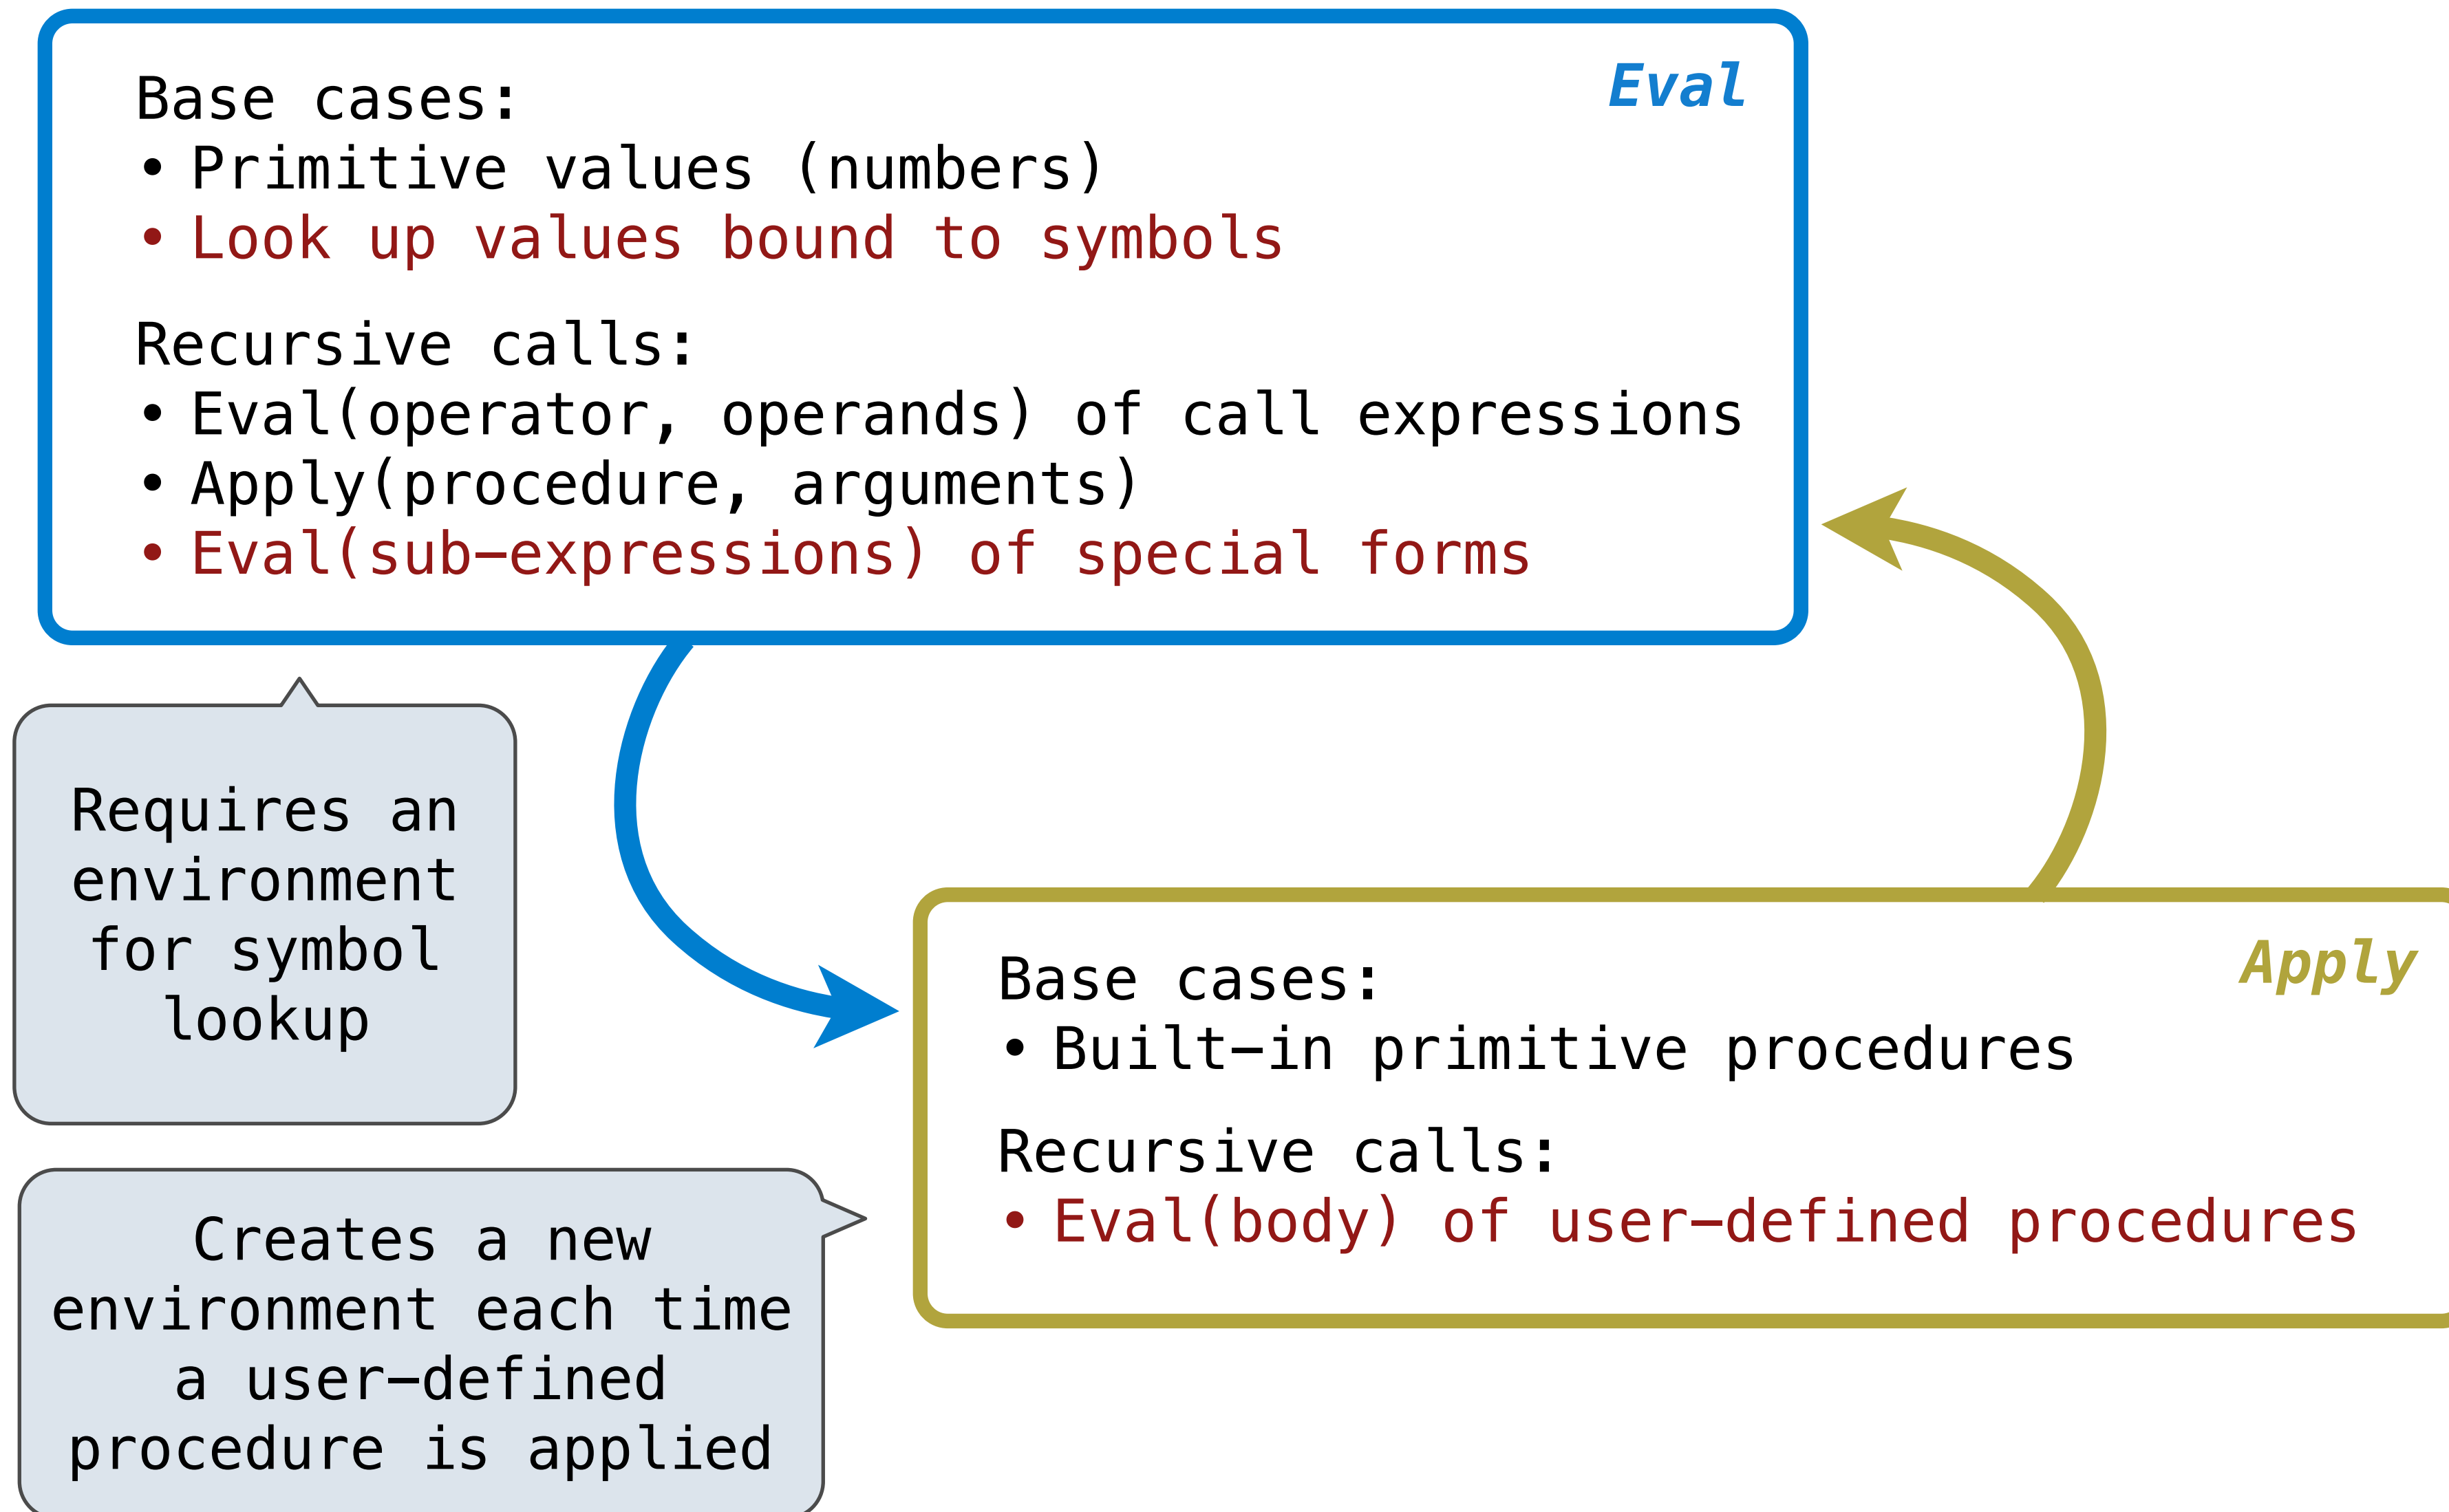 Eval
Base cases:
• Primitive values (numbers)
• Look up values bound to symbols
Recursive calls:
• Eval(operator, operands) of call expressions
• Apply(procedure, arguments)
• Eval(sub-expressions) of special forms
Requires an
environment
for symbol
lookup
Apply
Base cases:
• Built-in primitive procedures
Recursive calls:
• Eval(body) of user-defined procedures
Creates a new
environment each time
a user-defined
procedure is applied